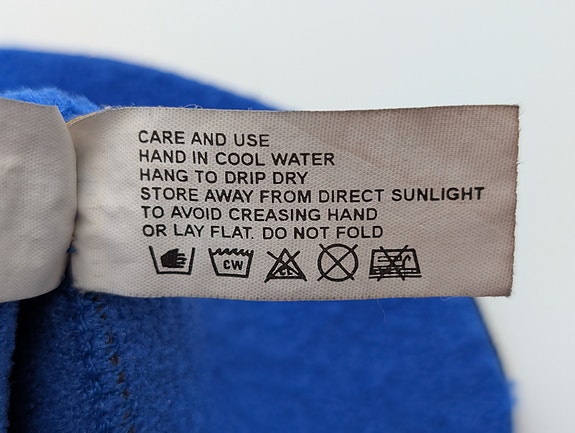 CARE AND USE
HAND IN COOL WATER
HANG TO DRIP DRY
STORE AWAY FROM DIRECT SUNLIGHT
TO AVOID CREASING HAND
OR LAY FLAT. DO NOT FOLD
CW
CL